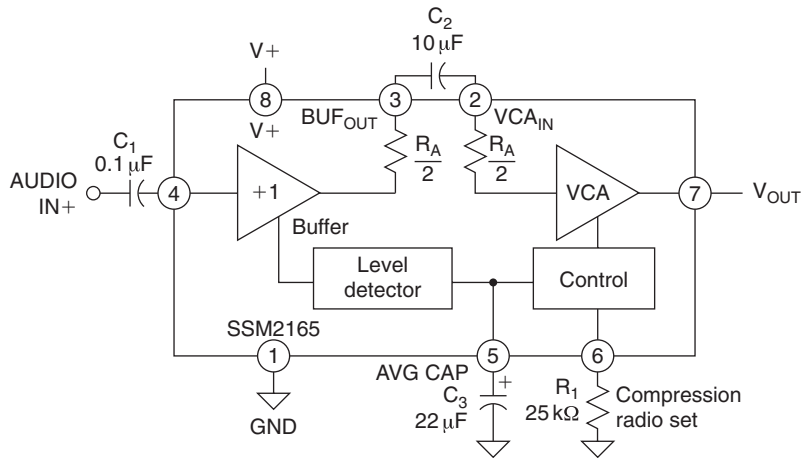 C2
10 μF
V+
8
V+
3
BUFOUT
2
VCAIN
C1
0.1 μF
RA
2
RA
2
AUDIO
IN+
4
+1
VCA
7
VOUT
Buffer
Level
detector
Control
SSM2165
1
5
6
AVG CAP
+
GND
C3
22 μF
R1
25 kΩ
Compression
radio set